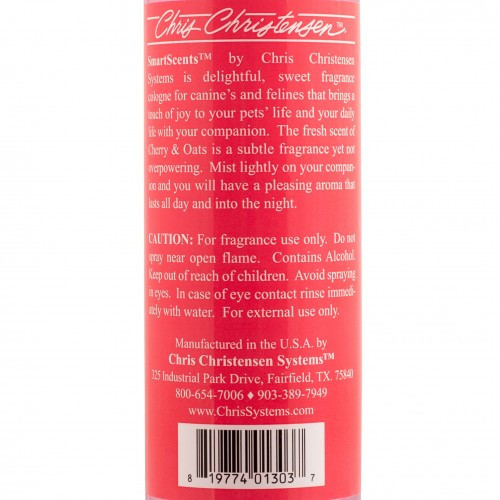 Chris Christensen™
SmartScents™ by Chris Christensen
Systems is delightful, sweet fragrance
cologne for canine's and felines that brings a
touch of joy to your pets' life and your daily
life with your companion. The fresh scent of
Cherry & Oats is a subtle fragrance yet not
overpowering. Mist lightly on your compan-
ion and you will have a pleasing aroma that
lasts all day and into the night.
CAUTION: For fragrance use only. Do not
spray near open flame. Contains Alcohol.
Keep out of reach of children. Avoid spraying
in eyes. In case of eye contact rinse immedi-
ately with water. For external use only.
Manufactured in the U.S.A. by
Chris Christensen Systems™
325 Industrial Park Drive, Fairfield, TX. 75840
800-654-7006 ♦ 903-389-7949
www.ChrisSystems.com
8 19774 01303 7